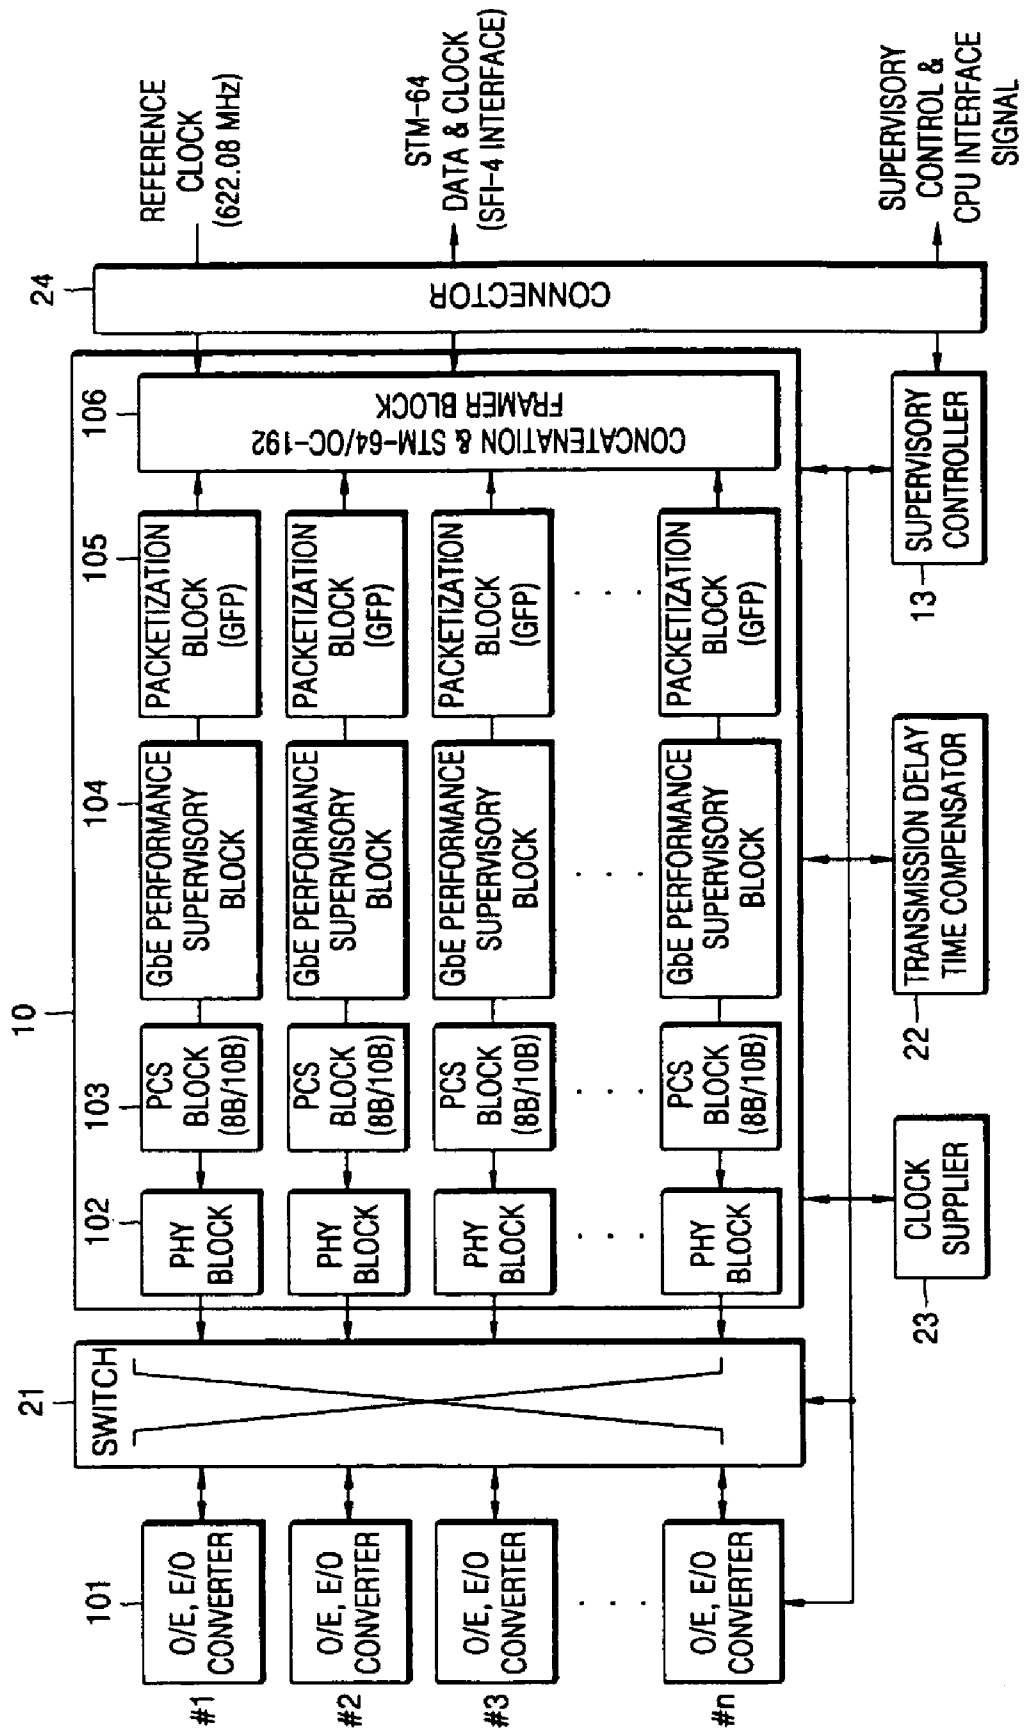 10
21
SWITCH
101
102
103
104
105
106
24
#1
O/E, E/O
CONVERTER
PHY
BLOCK
PCS
BLOCK
(8B/10B)
GbE PERFORMANCE
SUPERVISORY
BLOCK
PACKETIZATION
BLOCK
(GFP)
#2
O/E, E/O
CONVERTER
PHY
BLOCK
PCS
BLOCK
(8B/10B)
GbE PERFORMANCE
SUPERVISORY
BLOCK
PACKETIZATION
BLOCK
(GFP)
#3
O/E, E/O
CONVERTER
PHY
BLOCK
PCS
BLOCK
(8B/10B)
GbE PERFORMANCE
SUPERVISORY
BLOCK
PACKETIZATION
BLOCK
(GFP)
#n
O/E, E/O
CONVERTER
PHY
BLOCK
PCS
BLOCK
(8B/10B)
GbE PERFORMANCE
SUPERVISORY
BLOCK
PACKETIZATION
BLOCK
(GFP)
CONCATENATION & STM-64/OC-192
FRAMER BLOCK
CONNECTOR
REFERENCE
CLOCK
(622.08 MHz)
STM-64
DATA & CLOCK
(SFI-4 INTERFACE)
SUPERVISORY
CONTROL &
CPU INTERFACE
SIGNAL
23
CLOCK
SUPPLIER
22
TRANSMISSION DELAY
TIME COMPENSATOR
13
SUPERVISORY
CONTROLLER